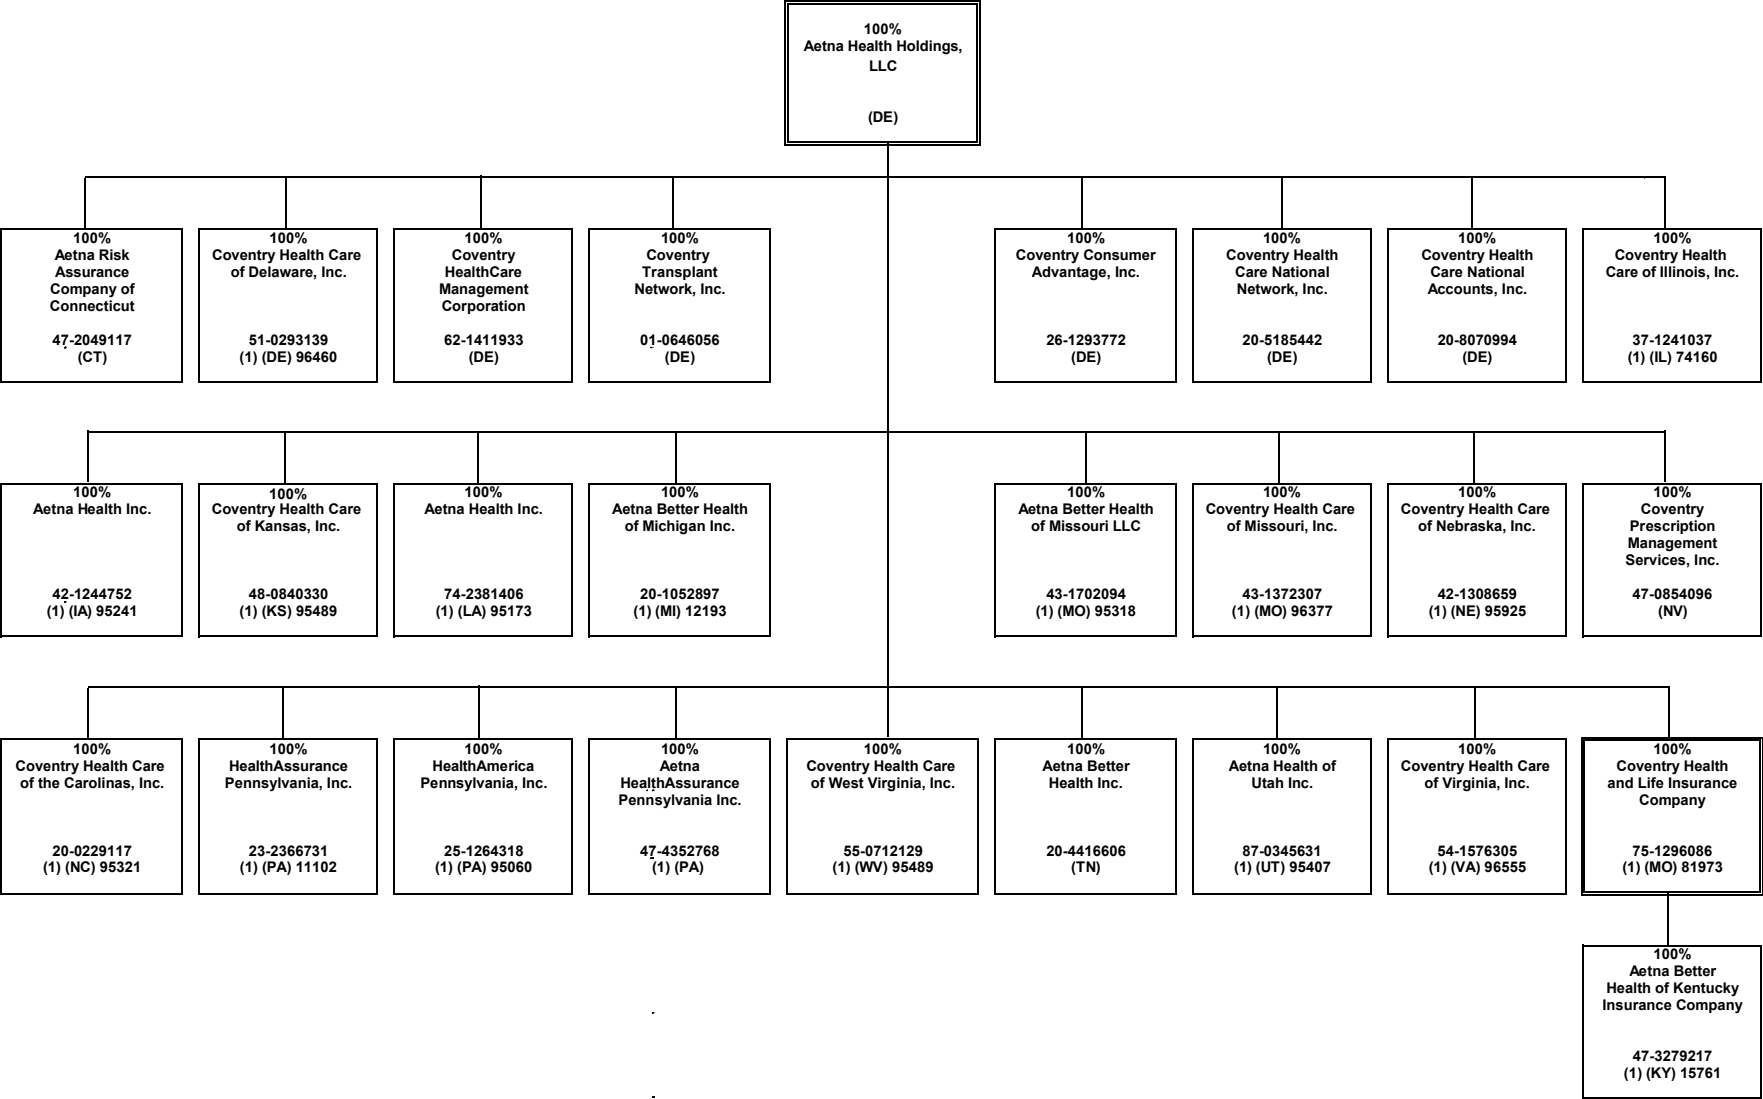 100%
Aetna Health Holdings,
LLC
(DE)
100%
Aetna Risk
Assurance
Company of
Connecticut
47-2049117
(CT)
100%
Coventry Health Care
of Delaware, Inc.
51-0293139
(1) (DE) 96460
100%
Coventry
HealthCare
Management
Corporation
62-1411933
(DE)
100%
Coventry
Transplant
Network, Inc.
01-0646056
(DE)
100%
Coventry Consumer
Advantage, Inc.
26-1293772
(DE)
100%
Coventry Health
Care National
Network, Inc.
20-5185442
(DE)
100%
Coventry Health
Care National
Accounts, Inc.
20-8070994
(DE)
100%
Coventry Health
Care of Illinois, Inc.
37-1241037
(1) (IL) 74160
100%
Aetna Health Inc.
42-1244752
(1) (IA) 95241
100%
Coventry Health Care
of Kansas, Inc.
48-0840330
(1) (KS) 95489
100%
Aetna Health Inc.
74-2381406
(1) (LA) 95173
100%
Aetna Better Health
of Michigan Inc.
20-1052897
(1) (MI) 12193
100%
Aetna Better Health
of Missouri LLC
43-1702094
(1) (MO) 95318
100%
Coventry Health Care
of Missouri, Inc.
43-1372307
(1) (MO) 96377
100%
Coventry Health Care
of Nebraska, Inc.
42-1308659
(1) (NE) 95925
100%
Coventry
Prescription
Management
Services, Inc.
47-0854096
(NV)
100%
Coventry Health Care
of the Carolinas, Inc.
20-0229117
(1) (NC) 95321
100%
HealthAssurance
Pennsylvania, Inc.
23-2366731
(1) (PA) 11102
100%
HealthAmerica
Pennsylvania, Inc.
25-1264318
(1) (PA) 95060
100%
Aetna
HealthAssurance
Pennsylvania Inc.
47-4352768
(1) (PA)
100%
Coventry Health Care
of West Virginia, Inc.
55-0712129
(1) (WV) 95489
100%
Aetna Better
Health Inc.
20-4416606
(TN)
100%
Aetna Health of
Utah Inc.
87-0345631
(1) (UT) 95407
100%
Coventry Health Care
of Virginia, Inc.
54-1576305
(1) (VA) 96555
100%
Coventry Health
and Life Insurance
Company
75-1296086
(1) (MO) 81973
100%
Aetna Better
Health of Kentucky
Insurance Company
47-3279217
(1) (KY) 15761